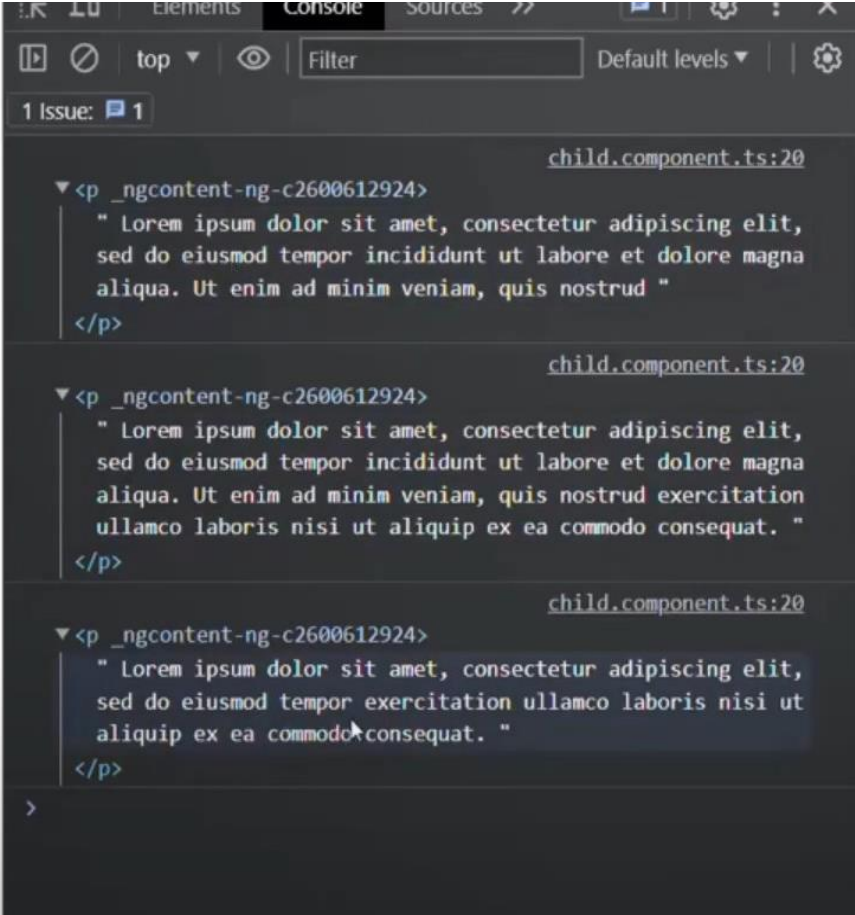 Elements Console Sources >> 1
top Filter Default levels
1 Issue: 1
child.component.ts:20
<p _ngcontent-ng-c2600612924>
" Lorem ipsum dolor sit amet, consectetur adipiscing elit,
sed do eiusmod tempor incididunt ut labore et dolore magna
aliqua. Ut enim ad minim veniam, quis nostrud "
</p>
child.component.ts:20
<p _ngcontent-ng-c2600612924>
" Lorem ipsum dolor sit amet, consectetur adipiscing elit,
sed do eiusmod tempor incididunt ut labore et dolore magna
aliqua. Ut enim ad minim veniam, quis nostrud exercitation
ullamco laboris nisi ut aliquip ex ea commodo consequat. "
</p>
child.component.ts:20
<p _ngcontent-ng-c2600612924>
" Lorem ipsum dolor sit amet, consectetur adipiscing elit,
sed do eiusmod tempor exercitation ullamco laboris nisi ut
aliquip ex ea commodo consequat. "
</p>
>